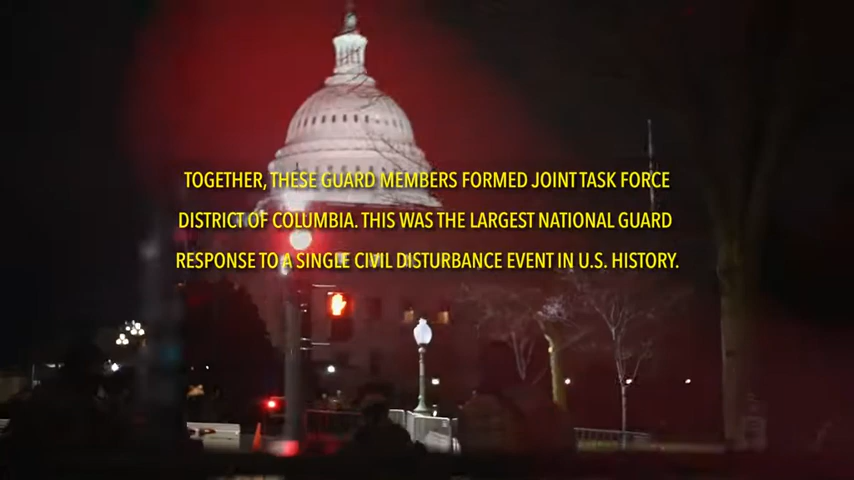 TOGETHER, THESE GUARD MEMBERS FORMED JOINT TASK FORCE
DISTRICT OF COLUMBIA. THIS WAS THE LARGEST NATIONAL GUARD
RESPONSE TO A SINGLE CIVIL DISTURBANCE EVENT IN U.S. HISTORY.